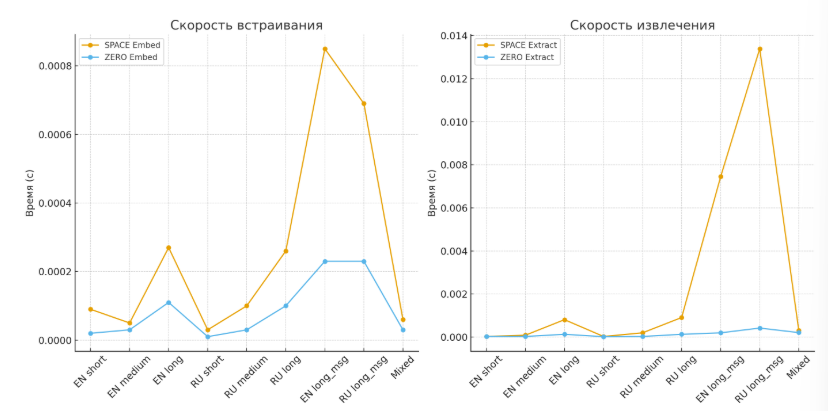 Скорость встраивания
SPACE Embed
ZERO Embed
Время (с)
0.0008
0.0006
0.0004
0.0002
0.0000
EN short
EN medium
EN long
RU short
RU medium
RU long
EN long_msg
RU long_msg
Mixed
Скорость извлечения
SPACE Extract
ZERO Extract
Время (с)
0.014
0.012
0.010
0.008
0.006
0.004
0.002
0.000
EN short
EN medium
EN long
RU short
RU medium
RU long
EN long_msg
RU long_msg
Mixed